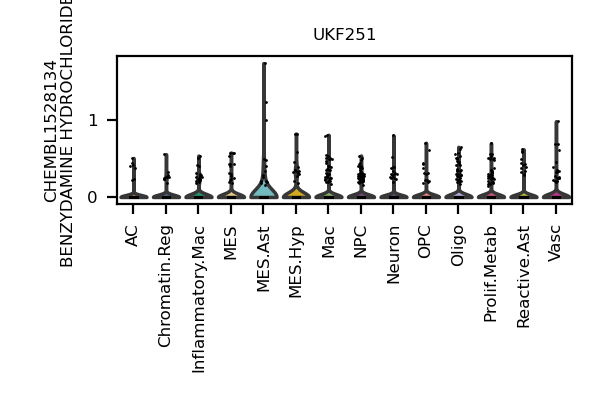 UKF251
CHEMBL1528134
BENZYDAMINE HYDROCHLORIDE
1
0
AC
Chromatin.Reg
Inflammatory.Mac
MES
MES.Ast
MES.Hyp
Mac
NPC
Neuron
OPC
Oligo
Prolif.Metab
Reactive.Ast
Vasc